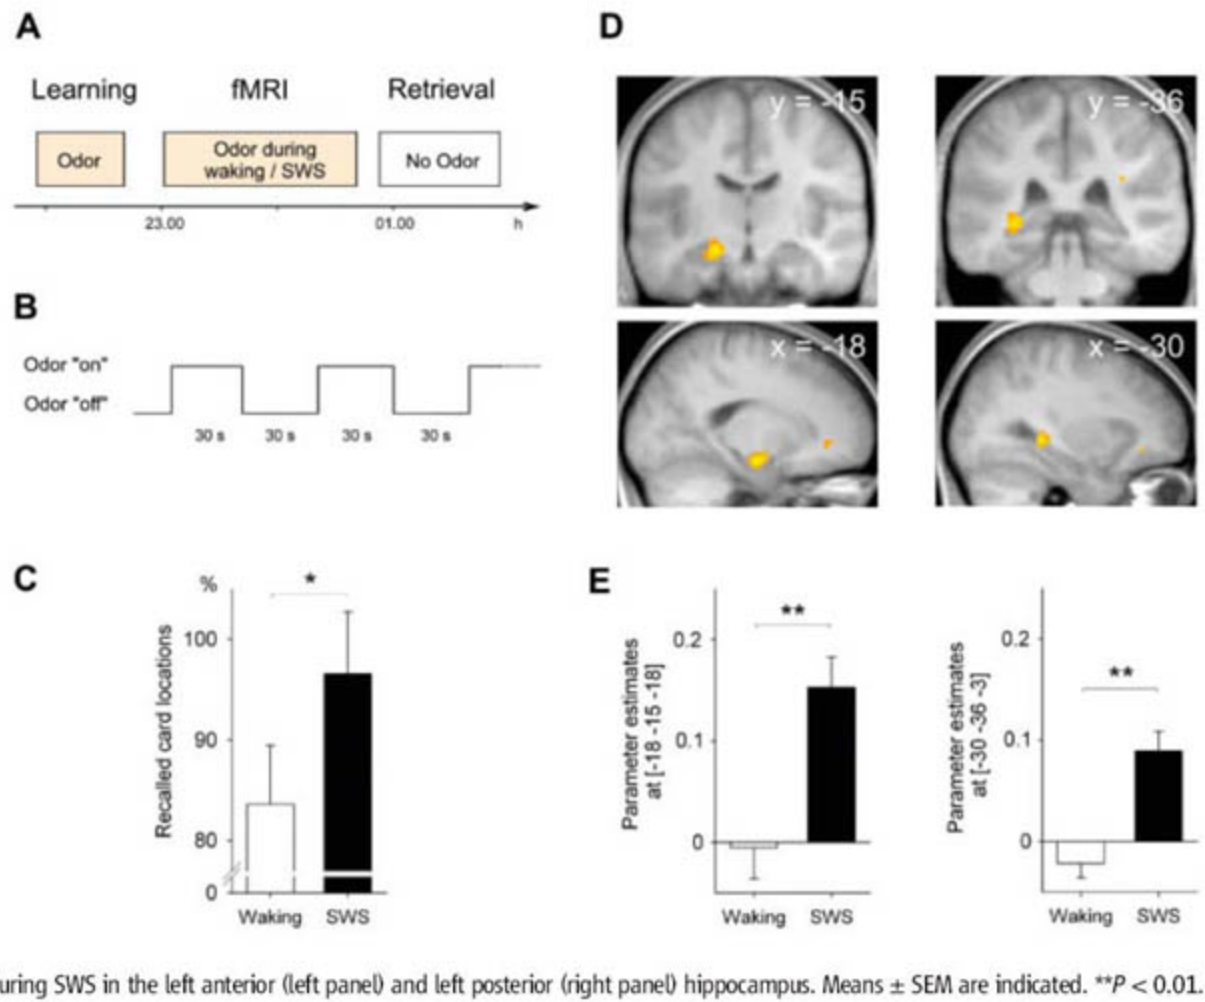 A
Learning fMRI Retrieval
Odor
Odor during
waking / SWS
No Odor
23.00 01.00 h
B
Odor "on"
Odor "off"
30 s 30 s 30 s 30 s
C
%
*
Recalled card locations
100
90
80
0
Waking SWS
D
y = -15
y = -36
x = -18
x = -30
E
**
Parameter estimates
at [-18 -15 -18]
0.2
0.1
0
Waking SWS
**
Parameter estimates
at [-30 -36 -3]
0.2
0.1
0
Waking SWS
uring SWS in the left anterior (left panel) and left posterior (right panel) hippocampus. Means ± SEM are indicated. **P < 0.01.